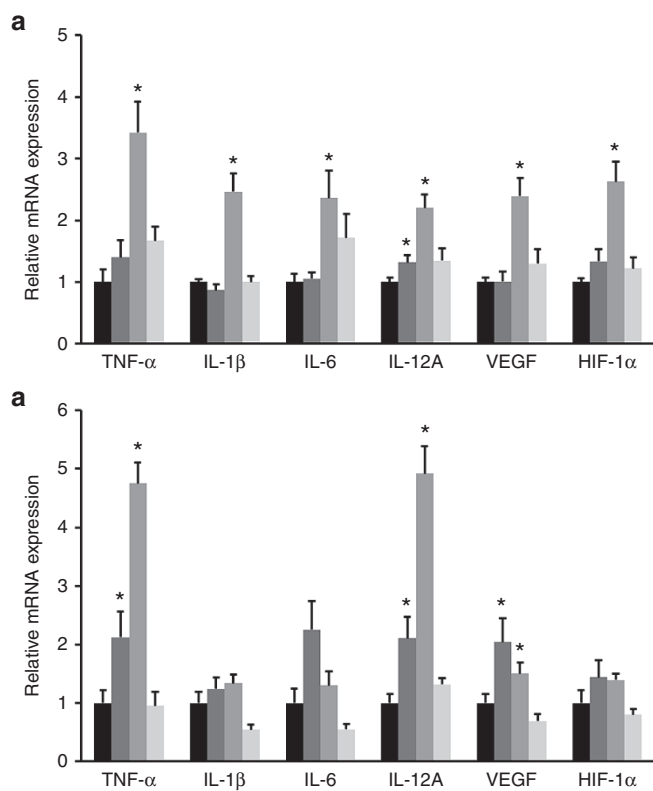 a
5
4
3
2
1
0
Relative mRNA expression
* * * * * * *
TNF-α IL-1β IL-6 IL-12A VEGF HIF-1α
a
6
5
4
3
2
1
0
Relative mRNA expression
* * * * * *
TNF-α IL-1β IL-6 IL-12A VEGF HIF-1α